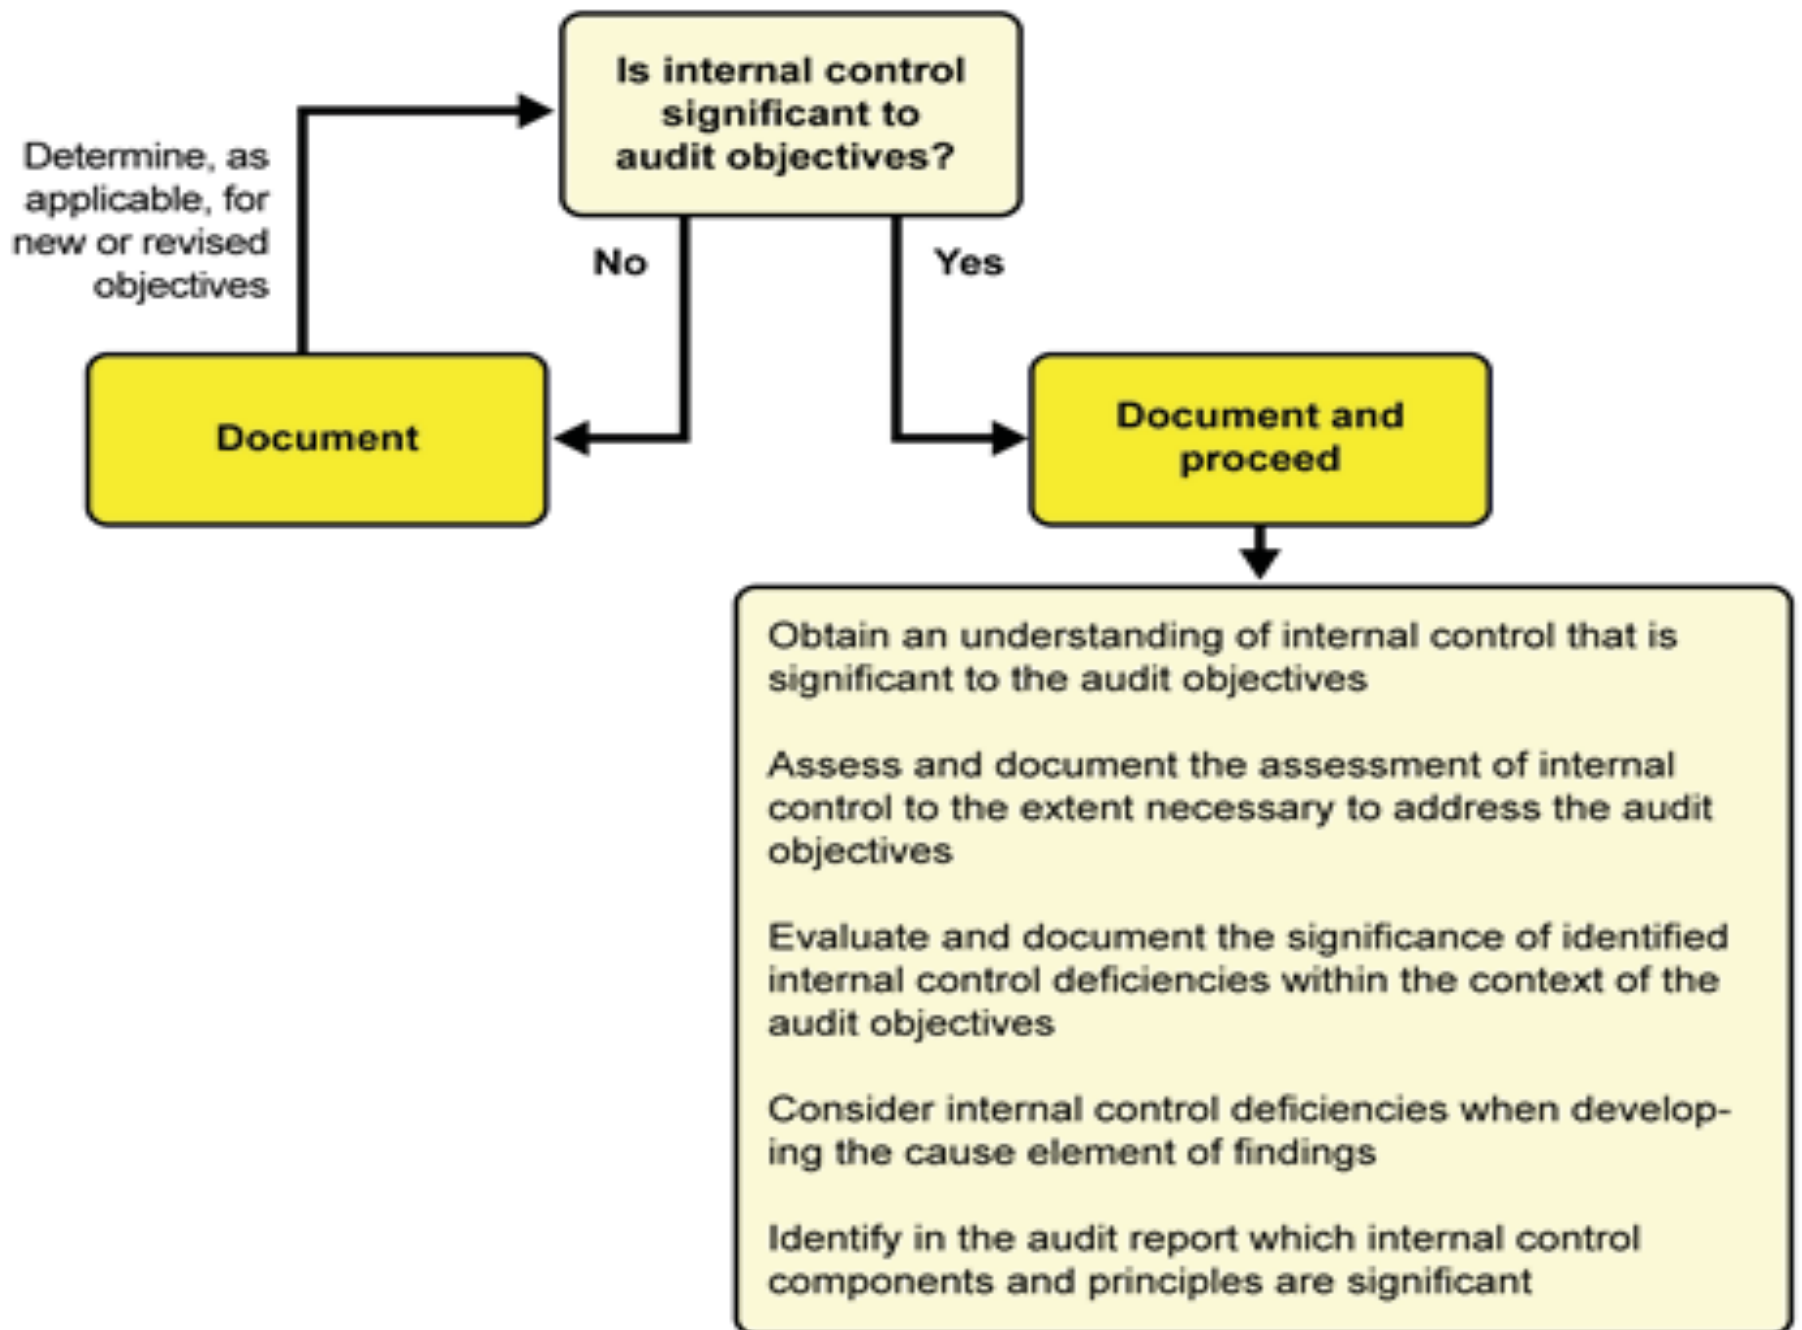 Is internal control
significant to
audit objectives?
Determine, as
applicable, for
new or revised
objectives
No
Yes
Document
Document and
proceed
Obtain an understanding of internal control that is
significant to the audit objectives
Assess and document the assessment of internal
control to the extent necessary to address the audit
objectives
Evaluate and document the significance of identified
internal control deficiencies within the context of the
audit objectives
Consider internal control deficiencies when develop-
ing the cause element of findings
Identify in the audit report which internal control
components and principles are significant